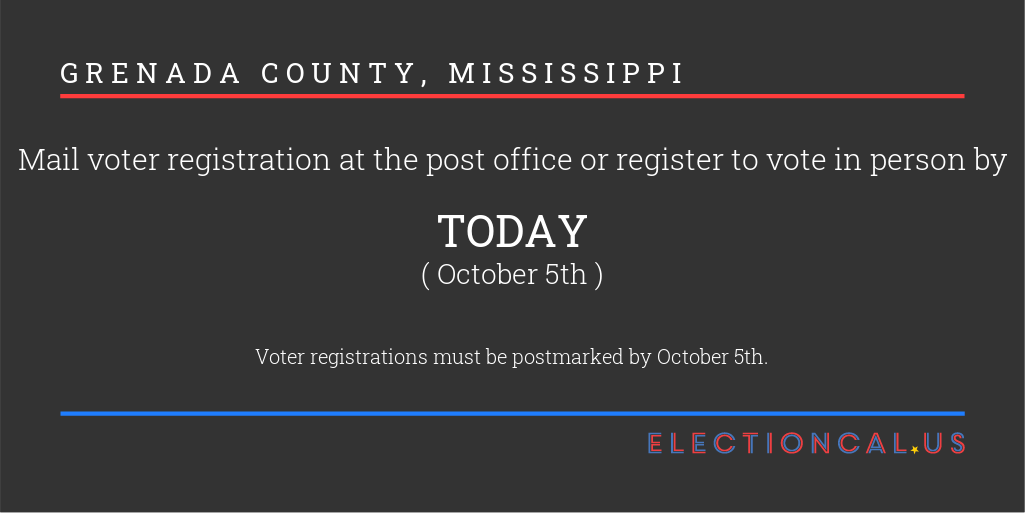 GRENADA COUNTY, MISSISSIPPI
Mail voter registration at the post office or register to vote in person by
TODAY
( October 5th )
Voter registrations must be postmarked by October 5th.
ELECTIONCAL.US